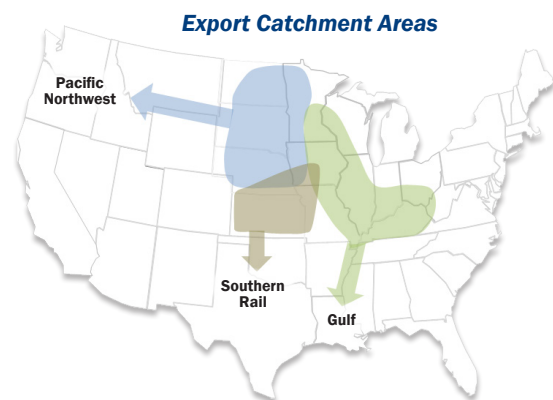 Export Catchment Areas
Pacific
Northwest
Southern
Rail
Gulf